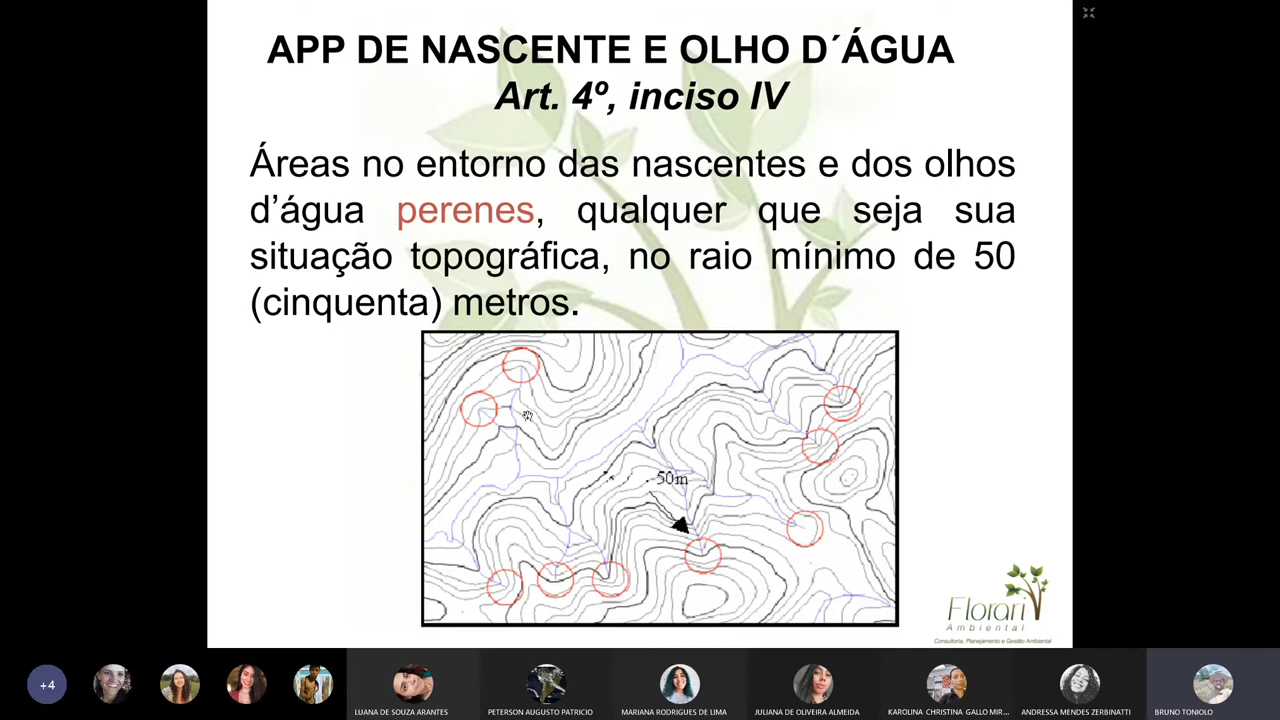 APP DE NASCENTE E OLHO D´ÁGUA
Art. 4º, inciso IV
Áreas no entorno das nascentes e dos olhos
d’água perenes, qualquer que seja sua
situação topográfica, no raio mínimo de 50
(cinquenta) metros.
50m
Florari
Ambiental
Consultoria, Planejamento e Gestão Ambiental
+4
LUANA DE SOUZA ARANTES
PETERSON AUGUSTO PATRICIO
MARIANA RODRIGUES DE LIMA
JULIANA DE OLIVEIRA ALMEIDA
KAROLINA CHRISTINA GALLO MIR...
ANDRESSA MENDES ZERBINATTI
BRUNO TONIOLO